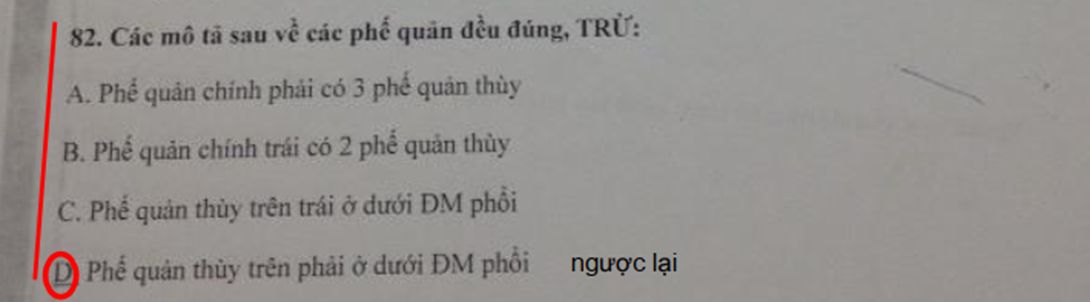 82. Các mô tả sau về các phế quản đều đúng, TRỪ:
A. Phế quản chính phải có 3 phế quản thùy
B. Phế quản chính trái có 2 phế quản thùy
C. Phế quản thùy trên trái ở dưới ĐM phổi
D. Phế quản thùy trên phải ở dưới ĐM phổi ngược lại